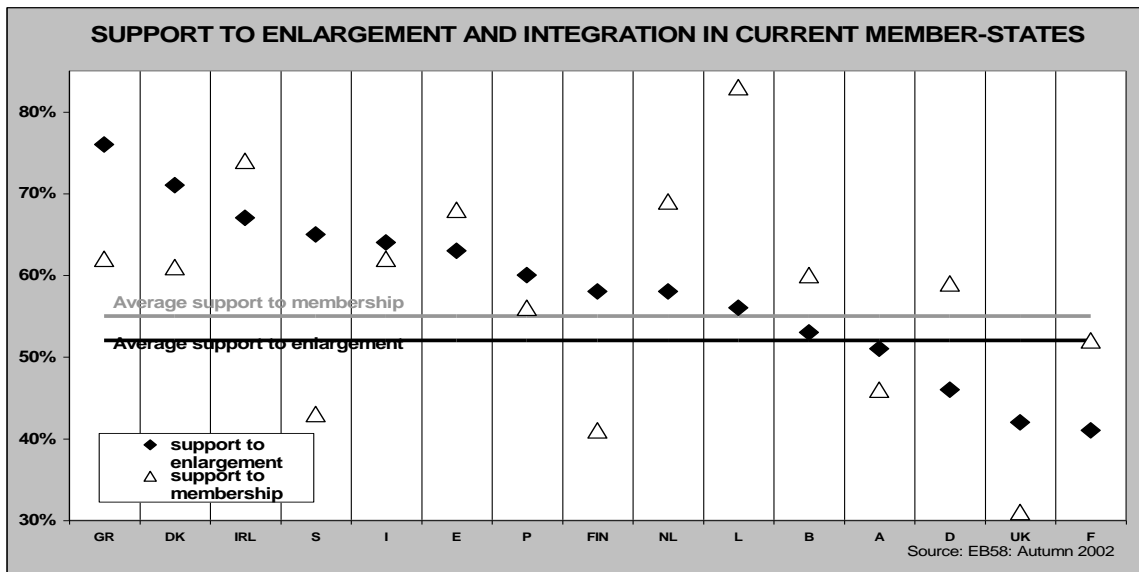 SUPPORT TO ENLARGEMENT AND INTEGRATION IN CURRENT MEMBER-STATES
80%
70%
60%
50%
40%
30%
Average support to membership
Average support to enlargement
support to
enlargement
support to
membership
GR DK IRL S I E P FIN NL L B A D UK F
Source: EB58: Autumn 2002